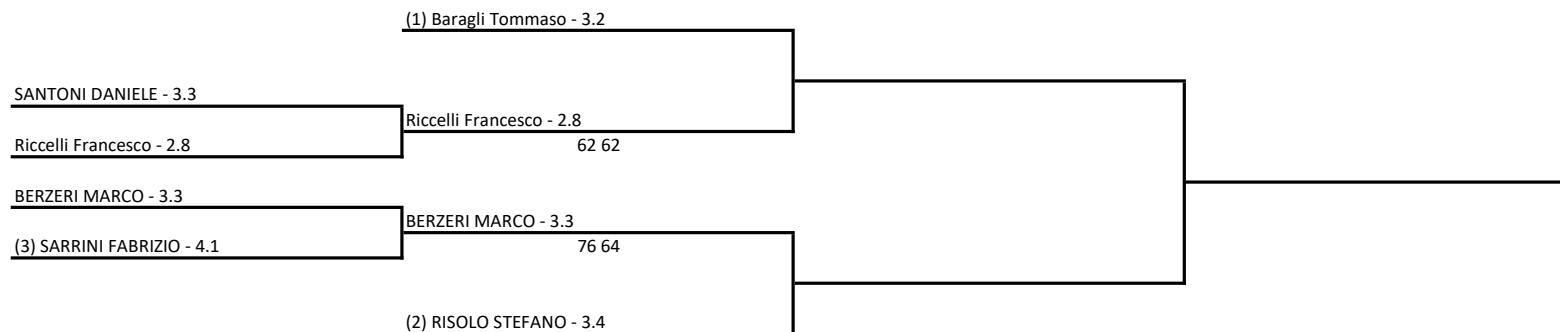 (1) Baragli Tommaso - 3.2
SANTONI DANIELE - 3.3
Riccelli Francesco - 2.8
Riccelli Francesco - 2.8
62 62
BERZERI MARCO - 3.3
BERZERI MARCO - 3.3
(3) SARRINI FABRIZIO - 4.1
76 64
(2) RISOLO STEFANO - 3.4